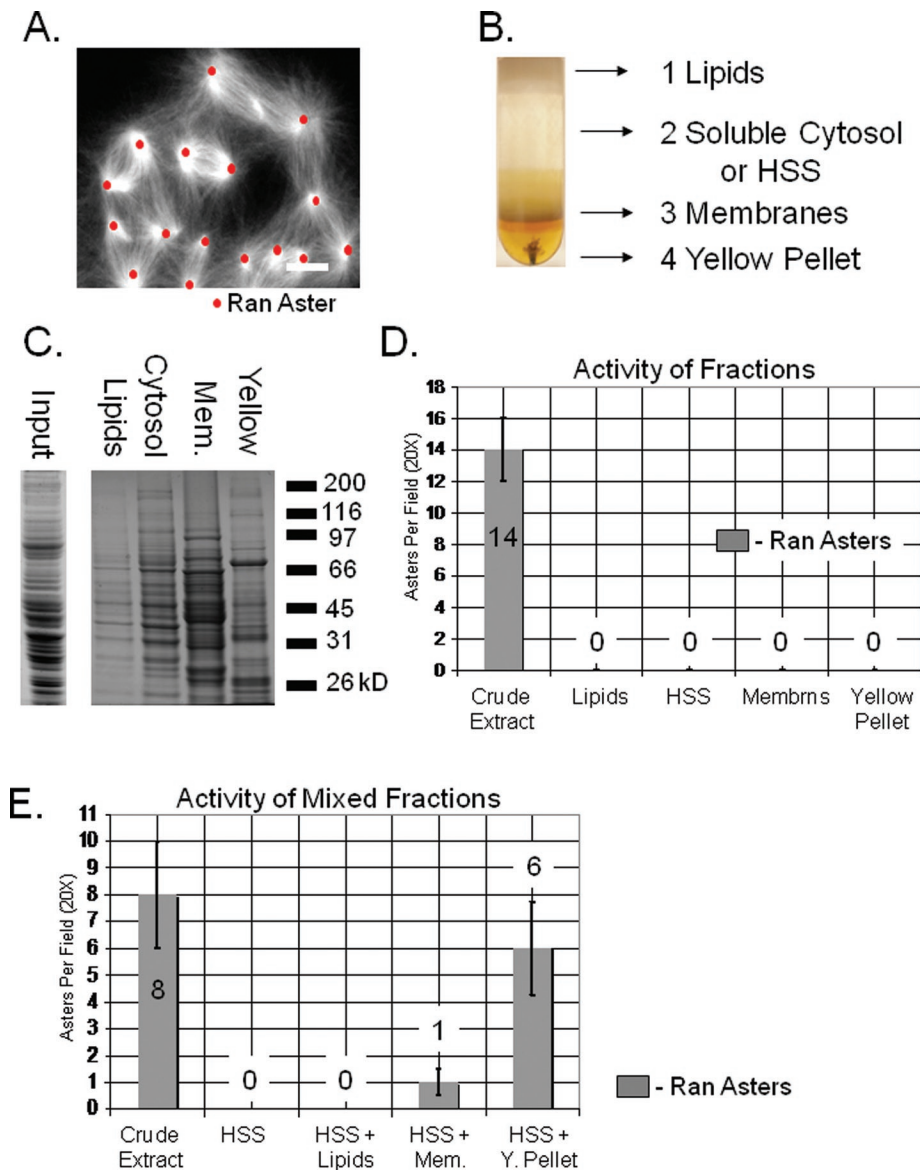 A.
Ran Aster
B.
1 Lipids
2 Soluble Cytosol
or HSS
3 Membranes
4 Yellow Pellet
C.
Input
Lipids
Cytosol
Mem.
Yellow
200
116
97
66
45
31
26 kD
D.
Activity of Fractions
Asters Per Field (20X)
18
16
14
12
10
8
6
4
2
0
14
0
0
0
0
- Ran Asters
Crude
Extract
Lipids
HSS
Membrns
Yellow
Pellet
E.
Activity of Mixed Fractions
Asters Per Field (20X)
11
10
9
8
7
6
5
4
3
2
1
0
8
0
0
1
6
- Ran Asters
Crude
Extract
HSS
HSS +
Lipids
HSS +
Mem.
HSS +
Y. Pellet